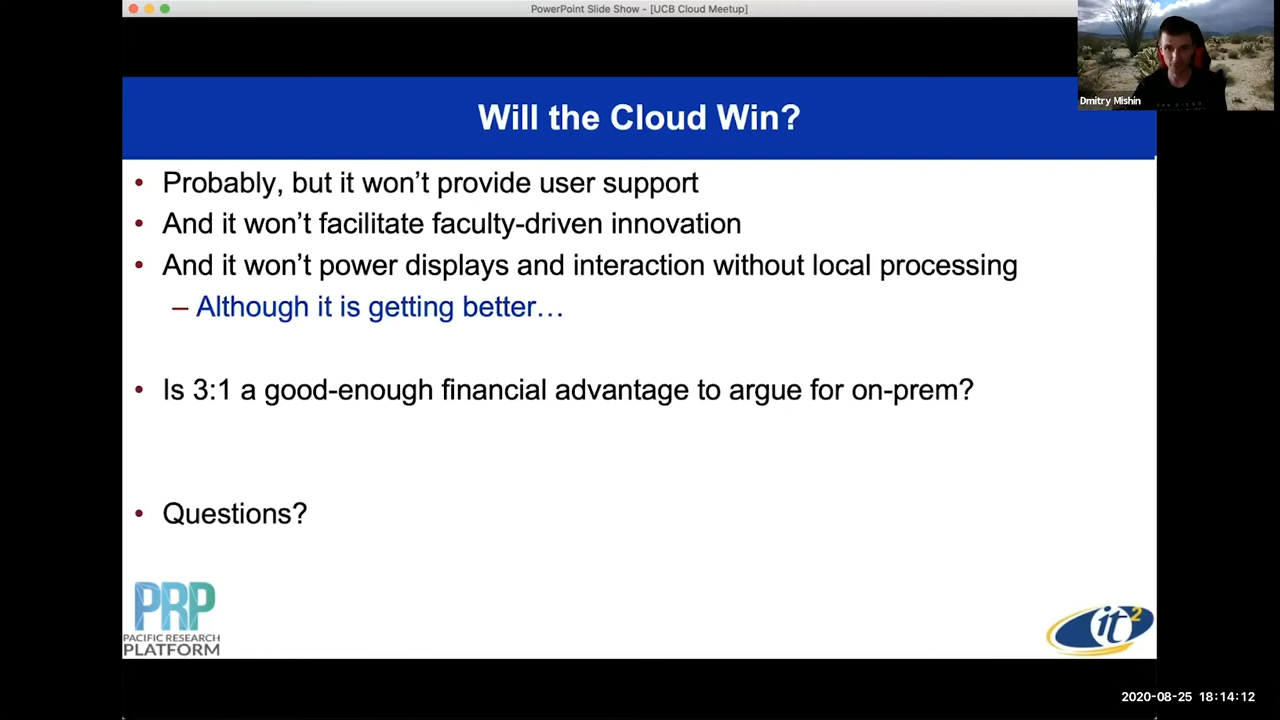 PowerPoint Slide Show - [UCB Cloud Meetup]
Will the Cloud Win?
• Probably, but it won't provide user support
• And it won't facilitate faculty-driven innovation
• And it won't power displays and interaction without local processing
– Although it is getting better…
• Is 3:1 a good-enough financial advantage to argue for on-prem?
• Questions?
PRP
PACIFIC RESEARCH
PLATFORM
it2
Dmitry Mishin
SAN DIEGO
2020-08-25 18:14:12